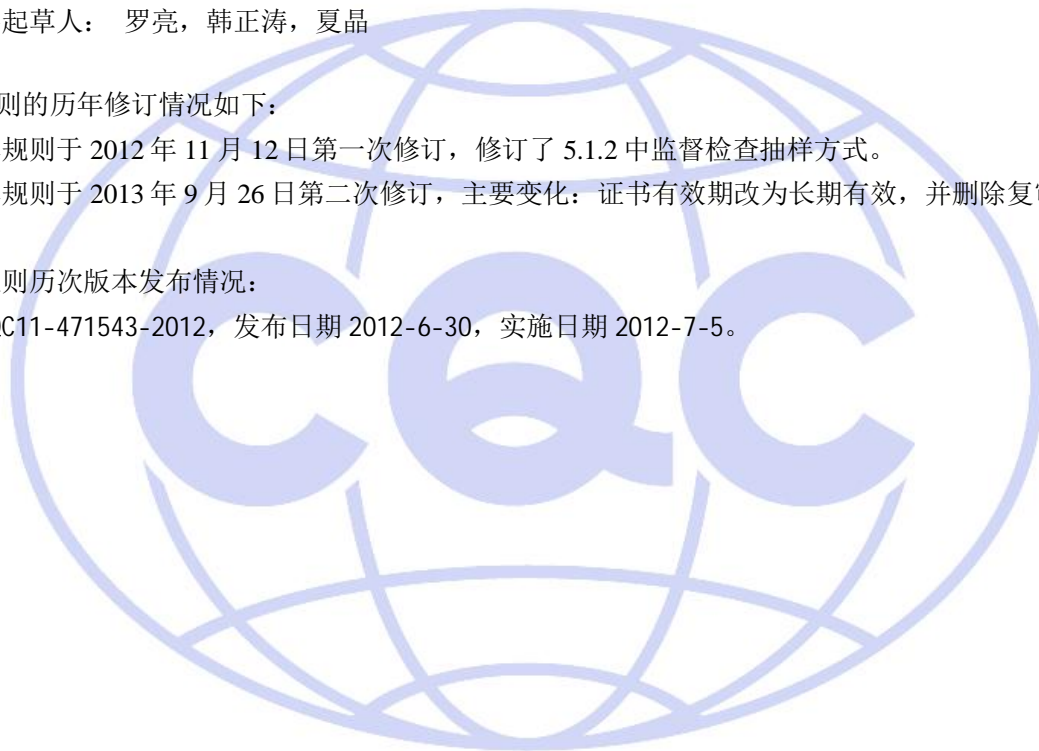 起草人： 罗亮，韩正涛，夏晶
则的历年修订情况如下：
规则于 2012 年 11 月 12 日第一次修订，修订了 5.1.2 中监督检查抽样方式。
规则于 2013 年 9 月 26 日第二次修订，主要变化：证书有效期改为长期有效，并删除复
则历次版本发布情况：
C11-471543-2012，发布日期 2012-6-30，实施日期 2012-7-5。
CQC